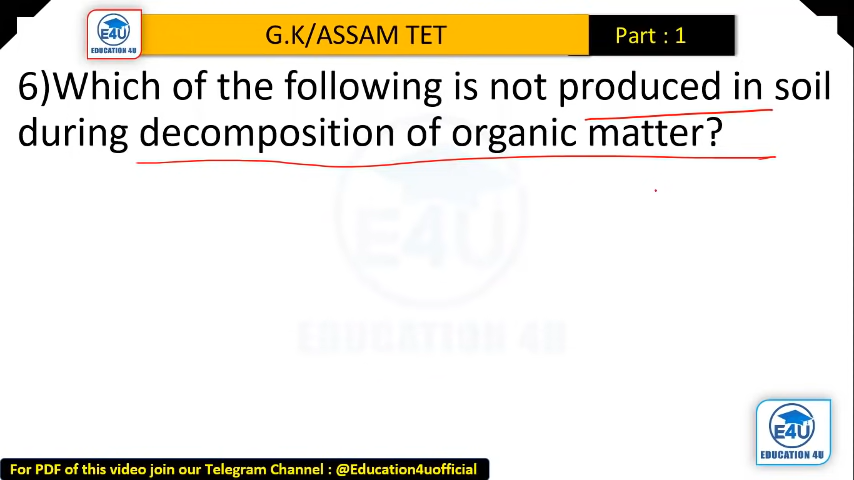 E4U
EDUCATION 4U
G.K/ASSAM TET
Part : 1
6)Which of the following is not produced in soil
during decomposition of organic matter?
E4U
EDUCATION 4U
E4U
EDUCATION 4U
For PDF of this video join our Telegram Channel : @Education4uofficial